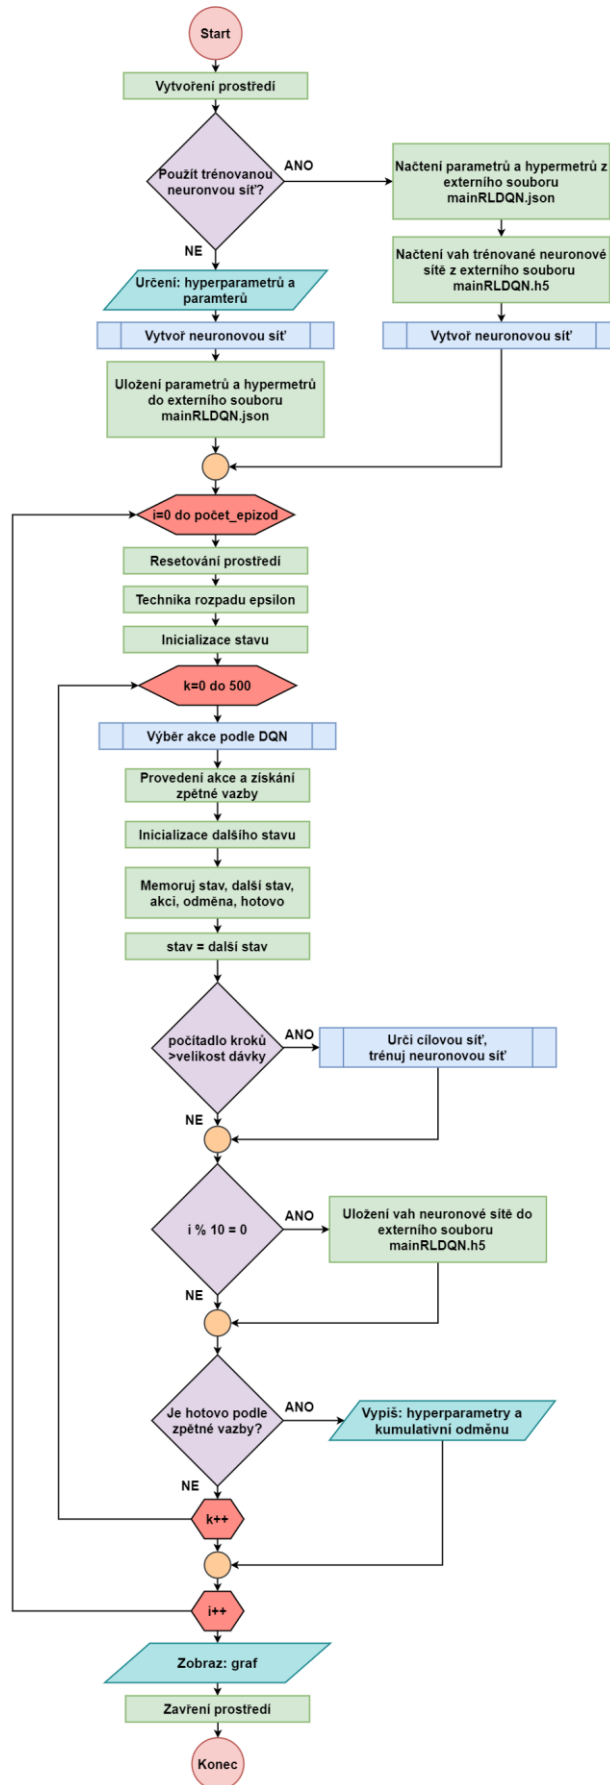 Start
Vytvoření prostředí
Použít trénovanou
neuronvou síť?
ANO
NE
Načtení parametrů a hypermetrů z
externího souboru
mainRLDQN.json
Načtení vah trénované neuronové
sítě z externího souboru
mainRLDQN.h5
Vytvoř neuronovou síť
Určení: hyperparametrů a
paramterů
Vytvoř neuronovou síť
Uložení parametrů a hypermetrů
do externího souboru
mainRLDQN.json
i=0 do počet_epizod
Resetování prostředí
Technika rozpadu epsilon
Inicializace stavu
k=0 do 500
Výběr akce podle DQN
Provedení akce a získání
zpětné vazby
Inicializace dalšího stavu
Memoruj stav, další stav,
akci, odměna, hotovo
stav = další stav
počítadlo kroků
>velikost dávky
ANO
Urči cílovou síť,
trénuj neuronovou síť
NE
i % 10 = 0
ANO
Uložení vah neuronové sítě do
externího souboru
mainRLDQN.h5
NE
Je hotovo podle
zpětné vazby?
ANO
Vypiš: hyperparametry a
kumulativní odměnu
NE
k++
i++
Zobraz: graf
Zavření prostředí
Konec